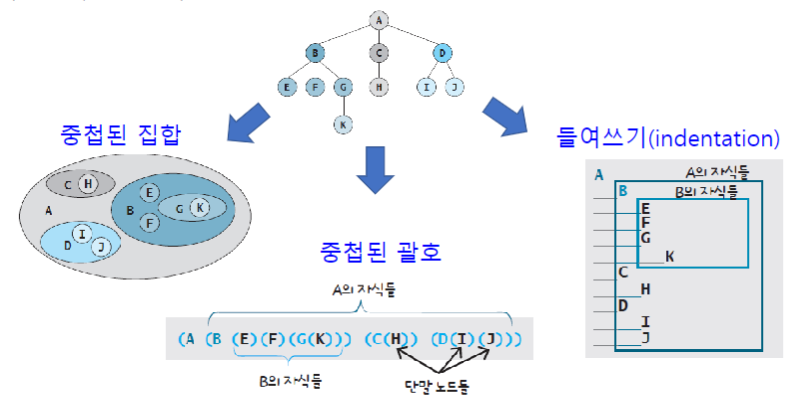 A
B C D
E F G H I J
K
중첩된 집합
C H
A
B E
F
G K
D I J
중첩된 괄호
A의 자식들
(A (B (E)(F)(G(K))) (C(H)) (D(I)(J)))
B의 자식들
단말 노드들
들여쓰기(indentation)
A의 자식들
B의 자식들
A
B
E
F
G
K
C
H
D
I
J